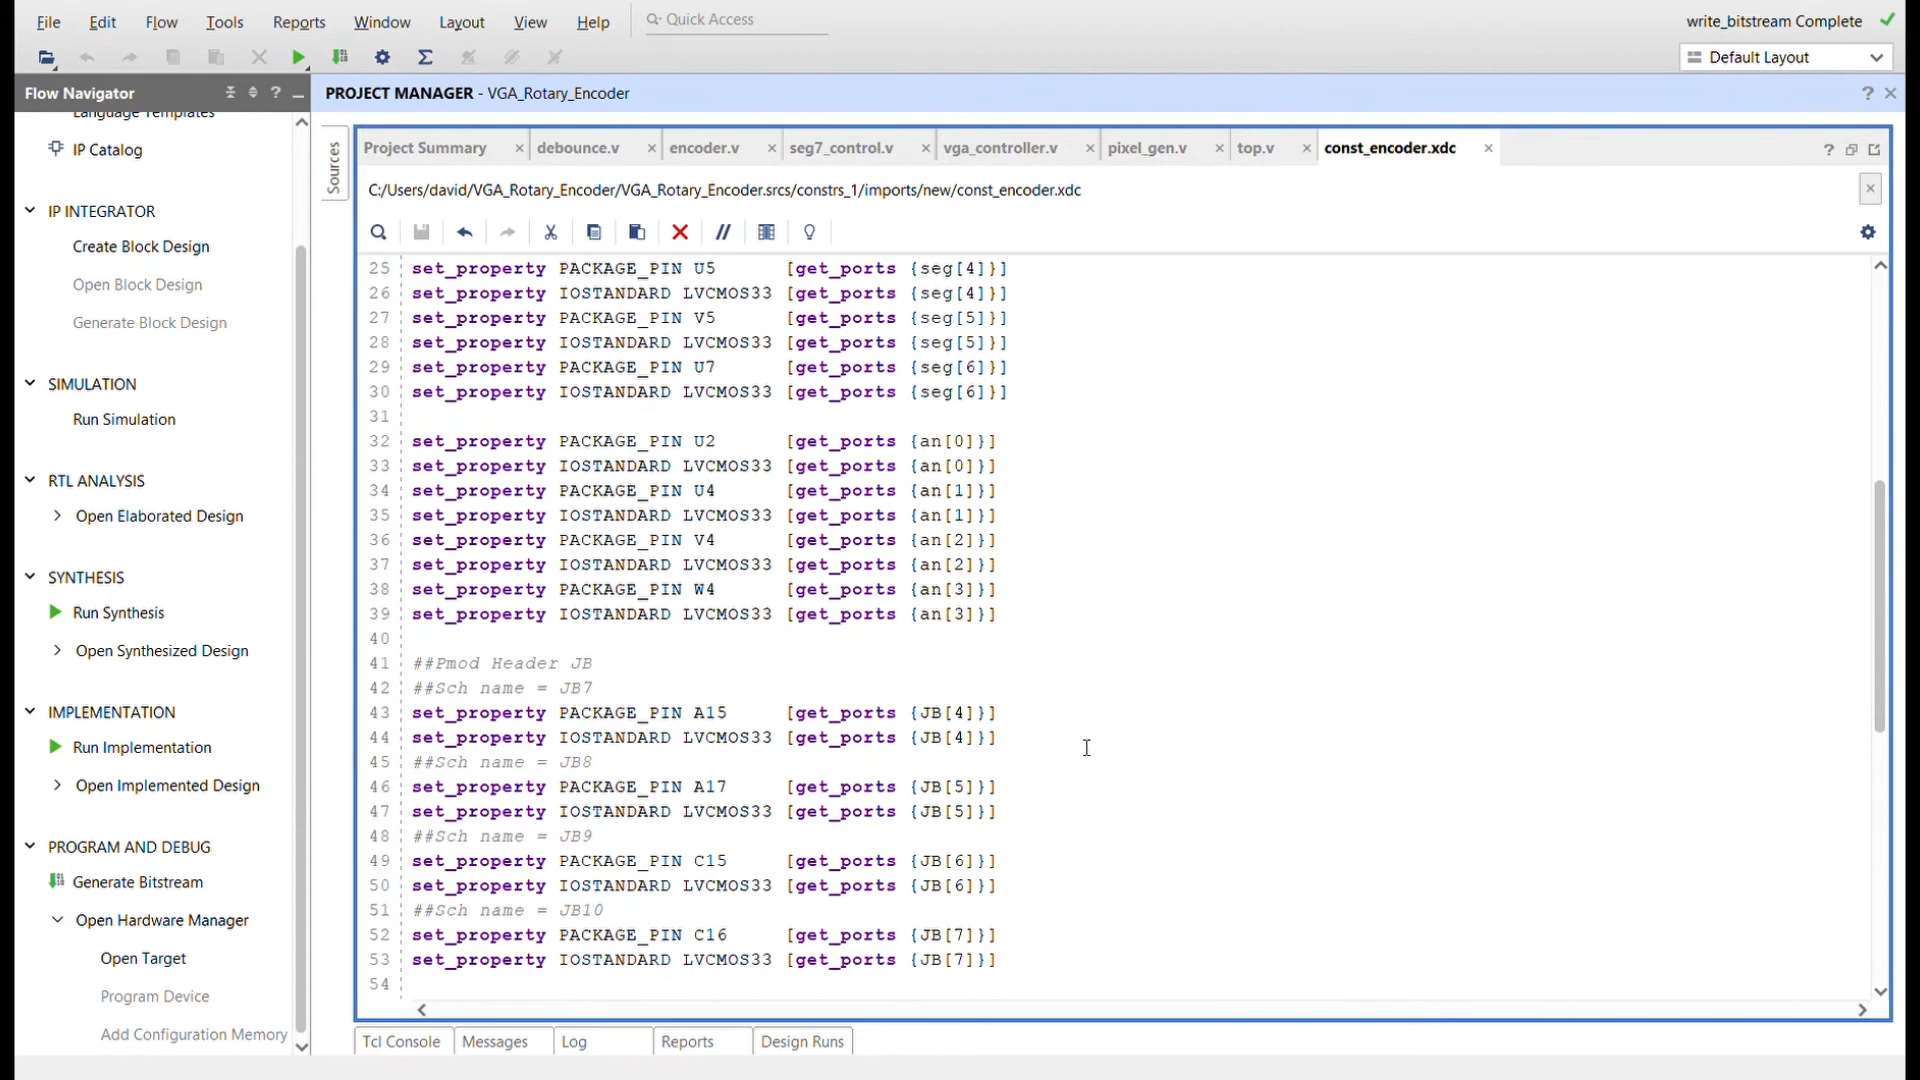 File Edit Flow Tools Reports Window Layout View Help Quick Access write_bitstream Complete
Default Layout
Flow Navigator
PROJECT MANAGER - VGA_Rotary_Encoder
Language Templates
IP Catalog
IP INTEGRATOR
Create Block Design
Open Block Design
Generate Block Design
SIMULATION
Run Simulation
RTL ANALYSIS
Open Elaborated Design
SYNTHESIS
Run Synthesis
Open Synthesized Design
IMPLEMENTATION
Run Implementation
Open Implemented Design
PROGRAM AND DEBUG
Generate Bitstream
Open Hardware Manager
Open Target
Program Device
Add Configuration Memory
Sources
Project Summary debounce.v encoder.v seg7_control.v vga_controller.v pixel_gen.v top.v const_encoder.xdc
C:/Users/david/VGA_Rotary_Encoder/VGA_Rotary_Encoder.srcs/constrs_1/imports/new/const_encoder.xdc
25 set_property PACKAGE_PIN U5 [get_ports {seg[4]}]
26 set_property IOSTANDARD LVCMOS33 [get_ports {seg[4]}]
27 set_property PACKAGE_PIN V5 [get_ports {seg[5]}]
28 set_property IOSTANDARD LVCMOS33 [get_ports {seg[5]}]
29 set_property PACKAGE_PIN U7 [get_ports {seg[6]}]
30 set_property IOSTANDARD LVCMOS33 [get_ports {seg[6]}]
31
32 set_property PACKAGE_PIN U2 [get_ports {an[0]}]
33 set_property IOSTANDARD LVCMOS33 [get_ports {an[0]}]
34 set_property PACKAGE_PIN U4 [get_ports {an[1]}]
35 set_property IOSTANDARD LVCMOS33 [get_ports {an[1]}]
36 set_property PACKAGE_PIN V4 [get_ports {an[2]}]
37 set_property IOSTANDARD LVCMOS33 [get_ports {an[2]}]
38 set_property PACKAGE_PIN W4 [get_ports {an[3]}]
39 set_property IOSTANDARD LVCMOS33 [get_ports {an[3]}]
40
41 ##Pmod Header JB
42 ##Sch name = JB7
43 set_property PACKAGE_PIN A15 [get_ports {JB[4]}]
44 set_property IOSTANDARD LVCMOS33 [get_ports {JB[4]}]
45 ##Sch name = JB8
46 set_property PACKAGE_PIN A17 [get_ports {JB[5]}]
47 set_property IOSTANDARD LVCMOS33 [get_ports {JB[5]}]
48 ##Sch name = JB9
49 set_property PACKAGE_PIN C15 [get_ports {JB[6]}]
50 set_property IOSTANDARD LVCMOS33 [get_ports {JB[6]}]
51 ##Sch name = JB10
52 set_property PACKAGE_PIN C16 [get_ports {JB[7]}]
53 set_property IOSTANDARD LVCMOS33 [get_ports {JB[7]}]
54
Tcl Console Messages Log Reports Design Runs